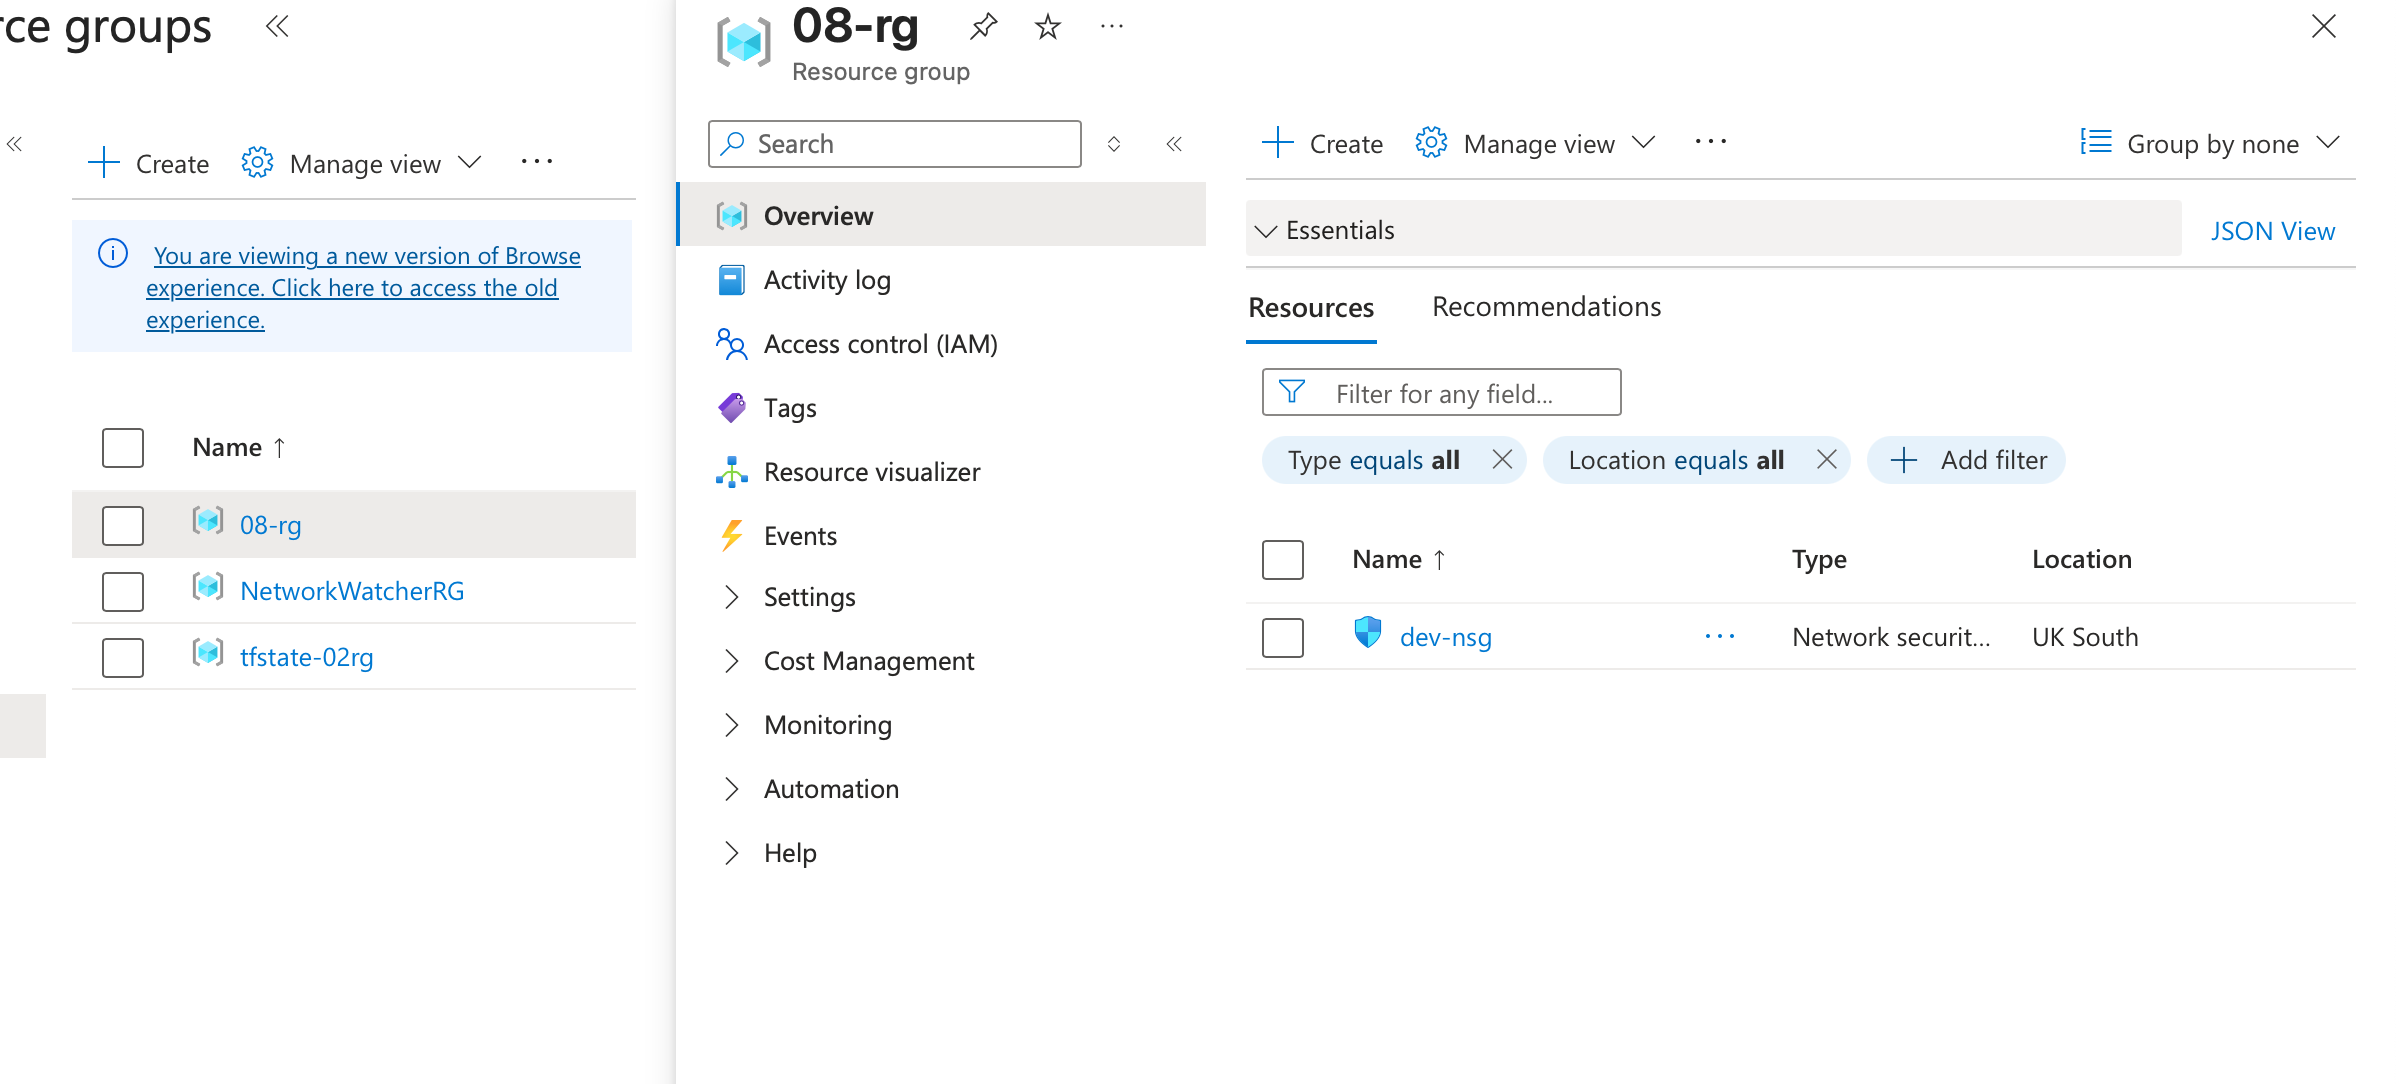 rce groups
Create
Manage view
You are viewing a new version of Browse
experience. Click here to access the old
experience.
Name ↑
08-rg
NetworkWatcherRG
tfstate-02rg
08-rg
Resource group
Search
Overview
Activity log
Access control (IAM)
Tags
Resource visualizer
Events
Settings
Cost Management
Monitoring
Automation
Help
Create
Manage view
Group by none
Essentials
JSON View
Resources
Recommendations
Filter for any field...
Type equals all
Location equals all
Add filter
Name ↑ Type Location
dev-nsg Network securit... UK South